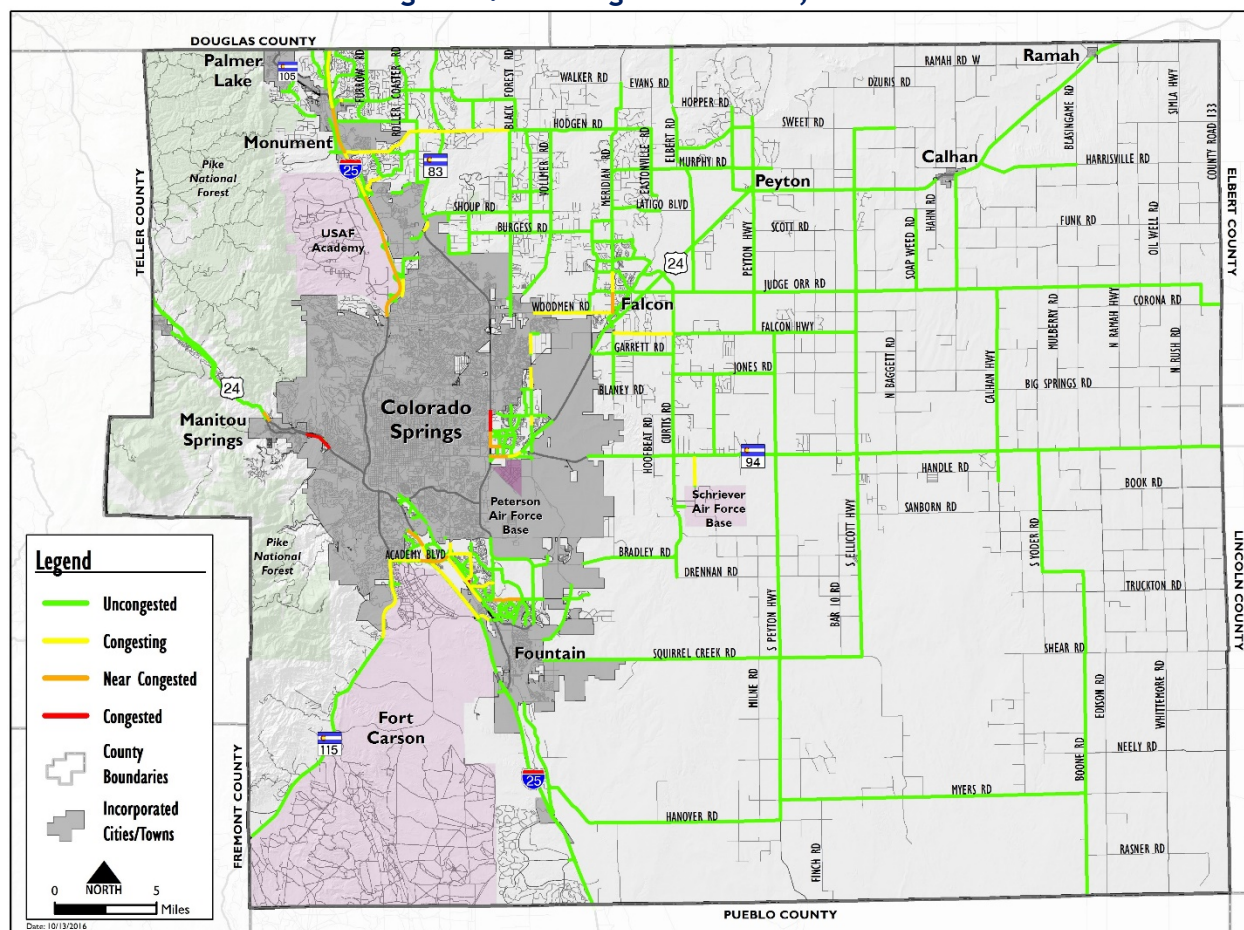 DOUGLAS COUNTY
Palmer
Lake
105
FURROW RD
ROLLER COASTER RD
BLACK FOREST RD
WALKER RD
EVANS RD
ELBERT RD
HOPPER RD
DZURIS RD
RAMAH RD W
Ramah
BLASINGAME RD
SIMLA HWY
COUNTY ROAD 133
Monument
HODGEN RD
SWEET RD
Calhan
HARRISVILLE RD
25
83
VOLLMER RD
MERIDIAN RD
EASTONVILLE RD
MURPHY RD
Peyton
Pike
National
Forest
USAF
Academy
SHOUP RD
BURGESS RD
LATIGO BLVD
PEYTON HWY
SCOTT RD
SOAP WEED RD
HAHN RD
FUNK RD
OIL WELL RD
ELBERT COUNTY
TELLER COUNTY
24
JUDGE ORR RD
WOODMEN RD
Falcon
FALCON HWY
MULBERRY RD
N RAMAH HWY
CORONA RD
N RUSH RD
GARRETT RD
JONES RD
BLANEY RD
N BAGGETT RD
CALHAN HWY
BIG SPRINGS RD
24
Manitou
Springs
Colorado
Springs
HOOFBEAT RD
CURTIS RD
94
HANDLE RD
BOOK RD
Peterson
Air Force
Base
Schriever
Air Force
Base
SANBORN RD
S ELLICOTT HWY
S YODER RD
Pike
National
Forest
ACADEMY BLVD
BRADLEY RD
DRENNAN RD
TRUCKTON RD
LINCOLN COUNTY
S PEYTON HWY
BAR 10 RD
Fountain
SQUIRREL CREEK RD
SHEAR RD
MILNE RD
EDISON RD
WHITTEMORE RD
Fort
Carson
115
25
BOONE RD
NEELY RD
MYERS RD
HANOVER RD
FINCH RD
RASNER RD
FREMONT COUNTY
PUEBLO COUNTY
Legend
Uncongested
Congesting
Near Congested
Congested
County
Boundaries
Incorporated
Cities/Towns
NORTH
0 5
Miles
Date: 10/13/2016